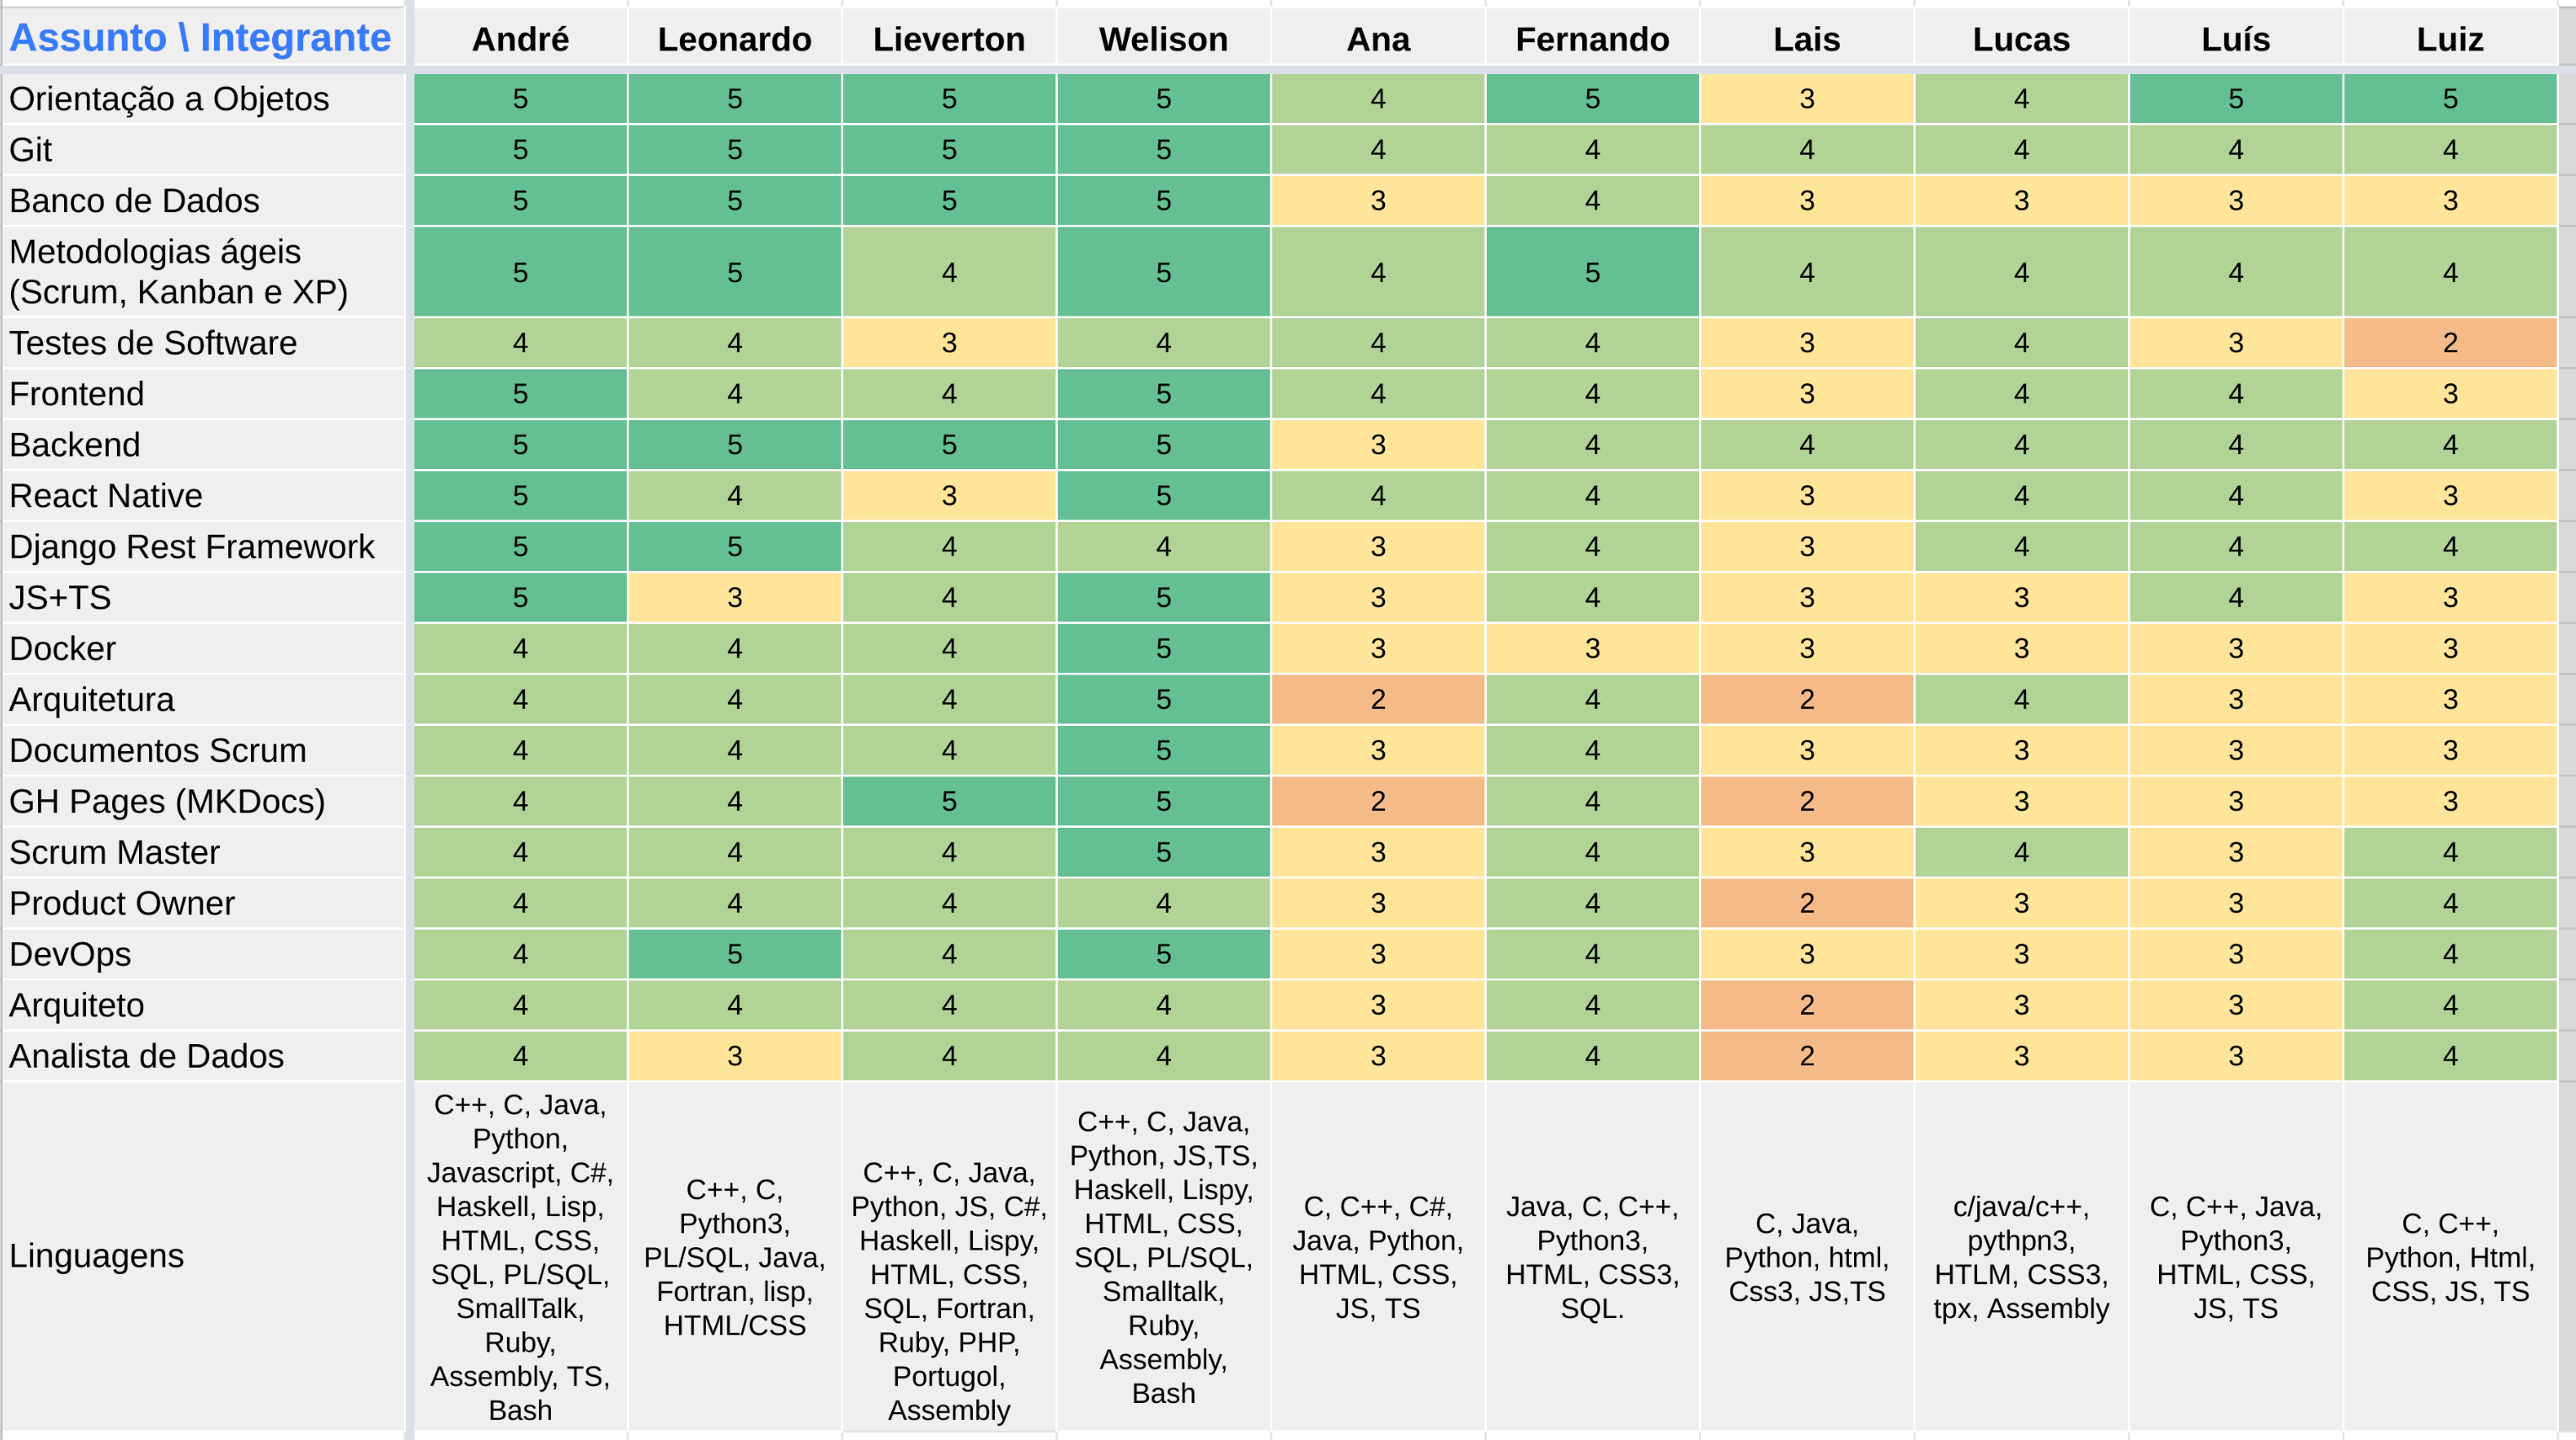 Assunto \ Integrante André Leonardo Lieverton Welison Ana Fernando Lais Lucas Luís Luiz
Orientação a Objetos 5 5 5 5 4 5 3 4 5 5
Git 5 5 5 5 4 4 4 4 4 4
Banco de Dados 5 5 5 5 3 4 3 3 3 3
Metodologias ágeis
(Scrum, Kanban e XP) 5 5 4 5 4 5 4 4 4 4
Testes de Software 4 4 3 4 4 4 3 4 3 2
Frontend 5 4 4 5 4 4 3 4 4 3
Backend 5 5 5 5 3 4 4 4 4 4
React Native 5 4 3 5 4 4 3 4 4 3
Django Rest Framework 5 5 4 4 3 4 3 4 4 4
JS+TS 5 3 4 5 3 4 3 3 4 3
Docker 4 4 4 5 3 3 3 3 3 3
Arquitetura 4 4 4 5 2 4 2 4 3 3
Documentos Scrum 4 4 4 5 3 4 3 3 3 3
GH Pages (MKDocs) 4 4 5 5 2 4 2 3 3 3
Scrum Master 4 4 4 5 3 4 3 4 3 4
Product Owner 4 4 4 4 3 4 2 3 3 4
DevOps 4 5 4 5 3 4 3 3 3 4
Arquiteto 4 4 4 4 3 4 2 3 3 4
Analista de Dados 4 3 4 4 3 4 2 3 3 4
Linguagens
C++, C, Java,
Python,
Javascript, C#,
Haskell, Lisp,
HTML, CSS,
SQL, PL/SQL,
SmallTalk,
Ruby,
Assembly, TS,
Bash
C++, C,
Python3,
PL/SQL, Java,
Fortran, lisp,
HTML/CSS
C++, C, Java,
Python, JS, C#,
Haskell, Lispy,
HTML, CSS,
SQL, Fortran,
Ruby, PHP,
Portugol,
Assembly
C++, C, Java,
Python, JS,TS,
Haskell, Lispy,
HTML, CSS,
SQL, PL/SQL,
Smalltalk,
Ruby,
Assembly,
Bash
C, C++, C#,
Java, Python,
HTML, CSS,
JS, TS
Java, C, C++,
Python3,
HTML, CSS3,
SQL.
C, Java,
Python, html,
Css3, JS,TS
c/java/c++,
pythpn3,
HTLM, CSS3,
tpx, Assembly
C, C++, Java,
Python3,
HTML, CSS,
JS, TS
C, C++,
Python, Html,
CSS, JS, TS